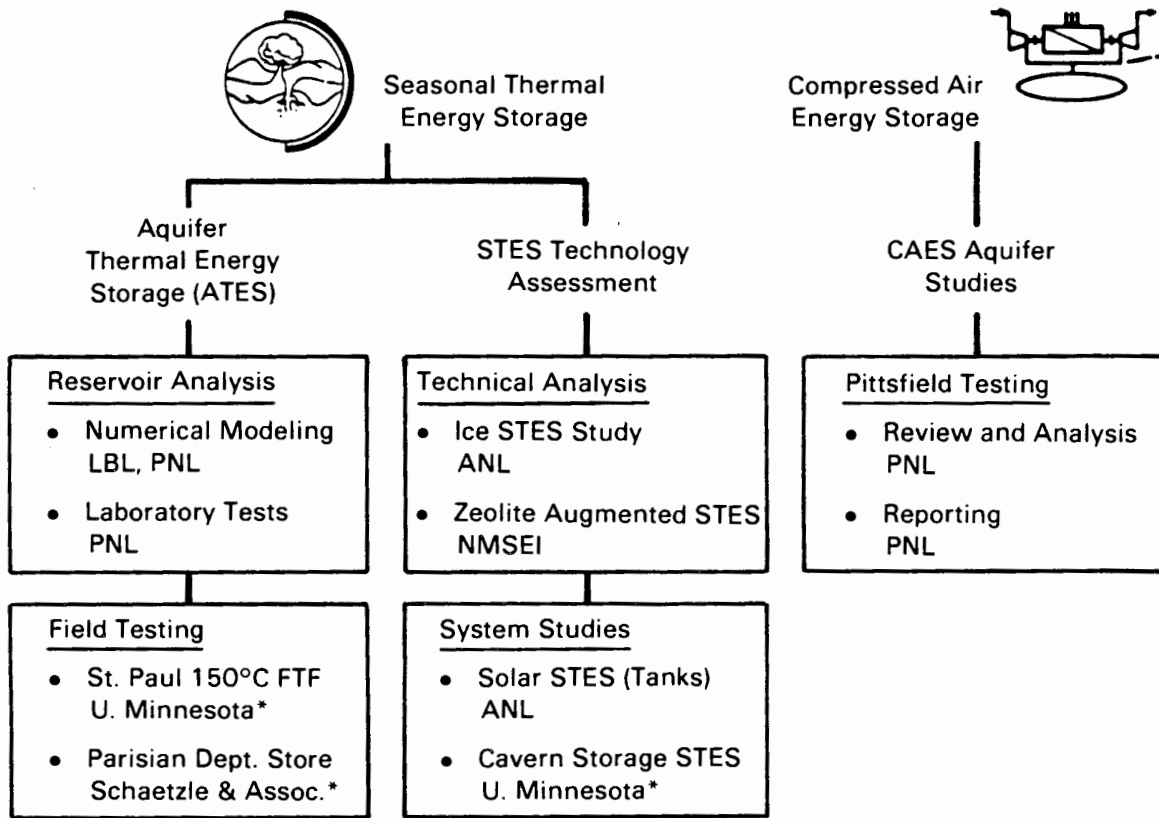 Seasonal Thermal
Energy Storage
Compressed Air
Energy Storage
Aquifer
Thermal Energy
Storage (ATES)
STES Technology
Assessment
CAES Aquifer
Studies
Reservoir Analysis
• Numerical Modeling
LBL, PNL
• Laboratory Tests
PNL
Technical Analysis
• Ice STES Study
ANL
• Zeolite Augmented STES
NMSEI
Pittsfield Testing
• Review and Analysis
PNL
• Reporting
PNL
Field Testing
• St. Paul 150°C FTF
U. Minnesota*
• Parisian Dept. Store
Schaetzle & Assoc.*
System Studies
• Solar STES (Tanks)
ANL
• Cavern Storage STES
U. Minnesota*